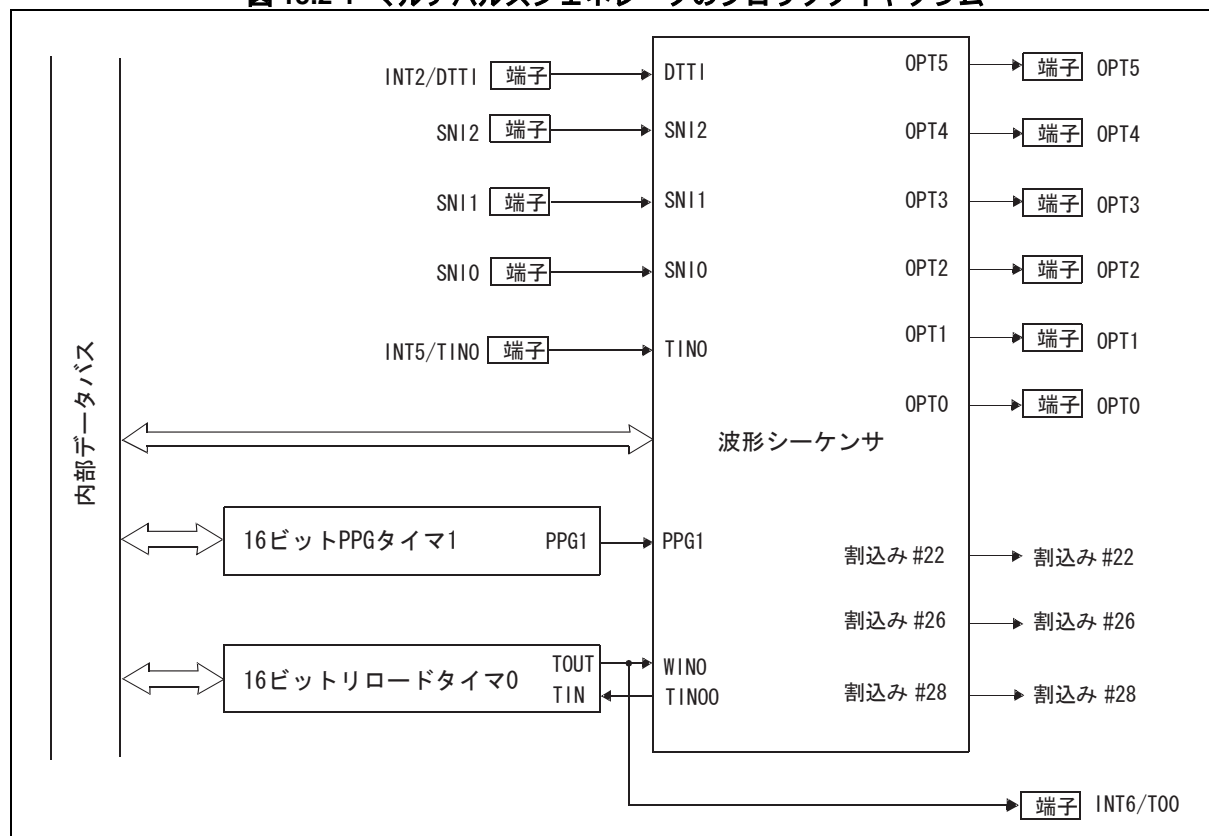 INT2/DTTI 端子 DTTI OPT5 端子 OPT5
SNI2 端子 SNI2 OPT4 端子 OPT4
SNI1 端子 SNI1 OPT3 端子 OPT3
SNI0 端子 SNI0 OPT2 端子 OPT2
INT5/TIN0 端子 TIN0 OPT1 端子 OPT1
OPT0 端子 OPT0
内部データバス
波形シーケンサ
16ビットPPGタイマ1 PPG1 PPG1 割込み #22 割込み #22
割込み #26 割込み #26
16ビットリロードタイマ0 TOUT WIN0
TIN TIN00 割込み #28 割込み #28
端子 INT6/TO0